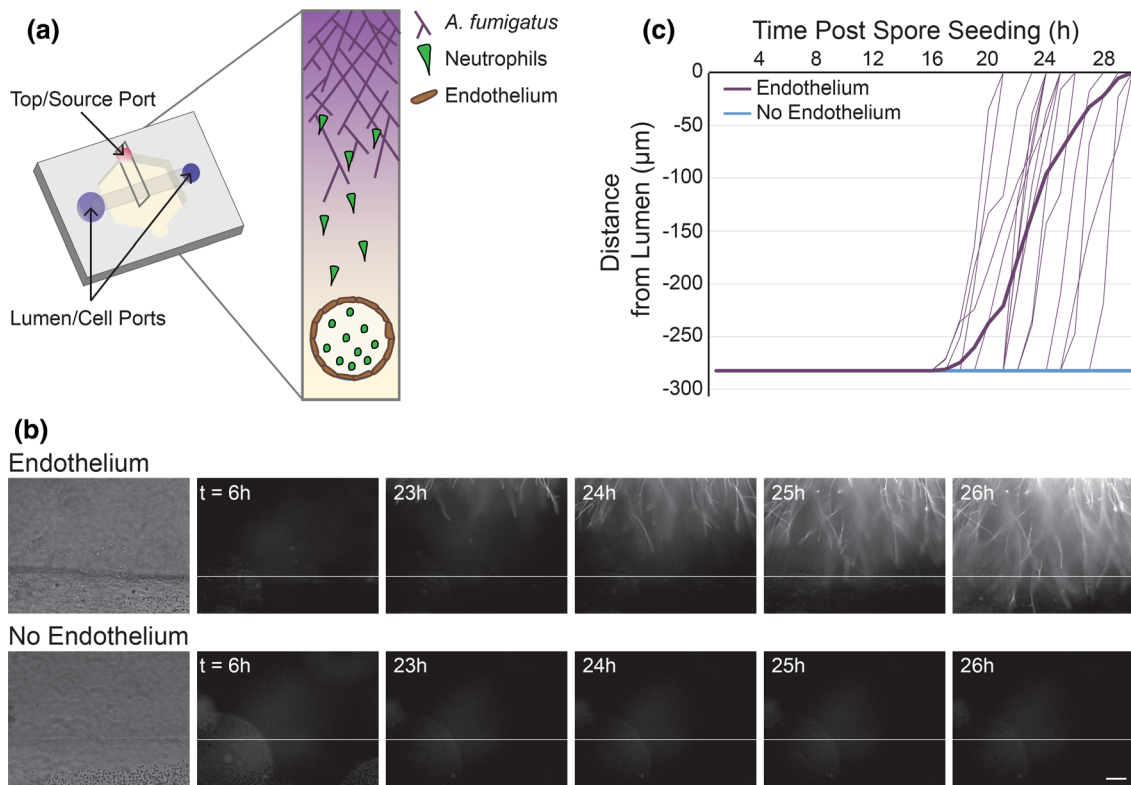 (a)
Top/Source Port
Lumen/Cell Ports
A. fumigatus
Neutrophils
Endothelium
(c)
Time Post Spore Seeding (h)
4 8 12 16 20 24 28
0
-50
-100
-150
-200
-250
-300
Distance
from Lumen (μm)
Endothelium
No Endothelium
(b)
Endothelium
t = 6h
23h
24h
25h
26h
No Endothelium
t = 6h
23h
24h
25h
26h